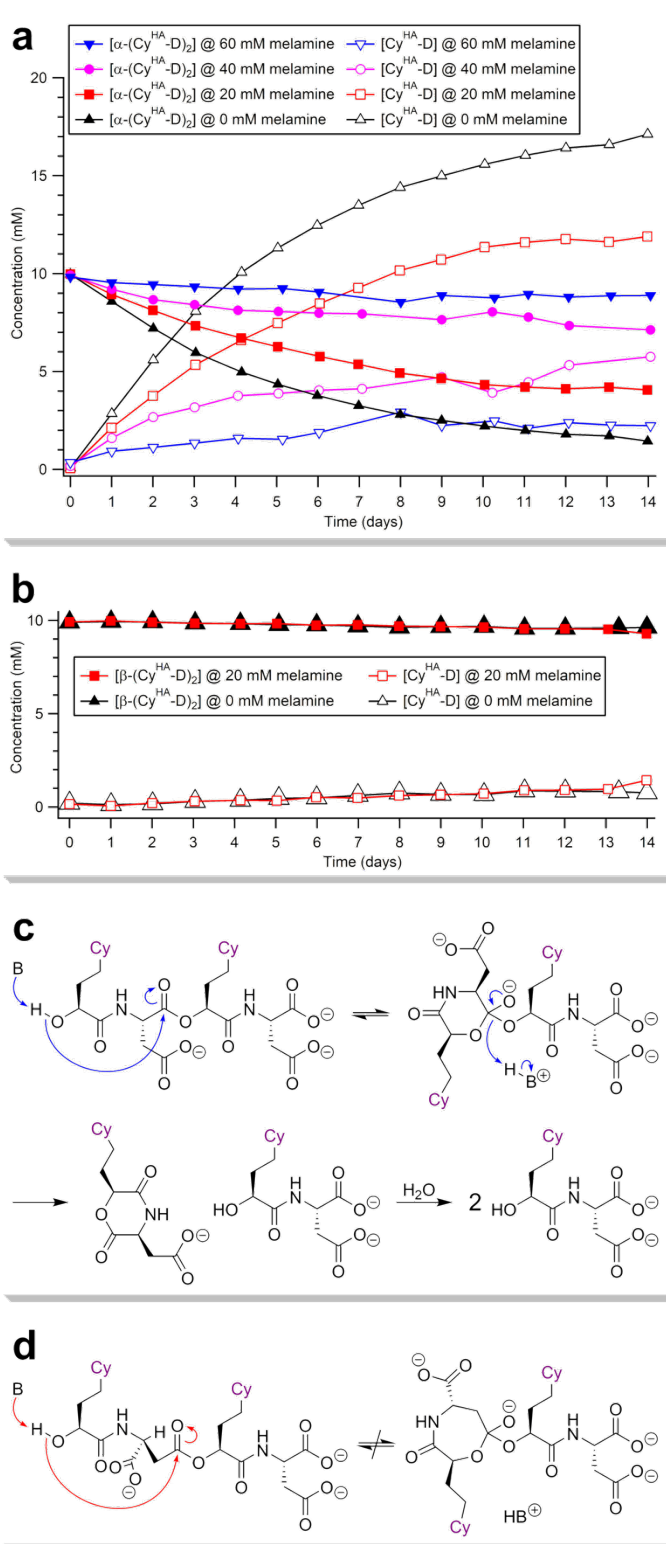 a
[α-(Cy^HA-D)₂] @ 60 mM melamine [Cy^HA-D] @ 60 mM melamine
[α-(Cy^HA-D)₂] @ 40 mM melamine [Cy^HA-D] @ 40 mM melamine
[α-(Cy^HA-D)₂] @ 20 mM melamine [Cy^HA-D] @ 20 mM melamine
[α-(Cy^HA-D)₂] @ 0 mM melamine [Cy^HA-D] @ 0 mM melamine
20
15
10
5
0
Concentration (mM)
0 1 2 3 4 5 6 7 8 9 10 11 12 13 14
Time (days)
b
10
5
0
Concentration (mM)
[β-(Cy^HA-D)₂] @ 20 mM melamine [Cy^HA-D] @ 20 mM melamine
[β-(Cy^HA-D)₂] @ 0 mM melamine [Cy^HA-D] @ 0 mM melamine
0 1 2 3 4 5 6 7 8 9 10 11 12 13 14
Time (days)
c
Cy Cy
B
H O O H N O O O H N O O⊖ O O⊖ O O⊖
⊖O O Cy
HN O⊖ O O O H N O O⊖ O O⊖
H B⊕
Cy
Cy
O O NH O O⊖ O
Cy
HO O H N O O⊖ O O⊖
H₂O
2
Cy
HO O H N O O⊖ O O⊖
d
Cy Cy
B
H O O H N H O O⊖ O O O H N O O⊖ O O⊖
⊖O O Cy
HN O⊖ O O O O H N O O⊖ O O⊖
Cy
HB⊕